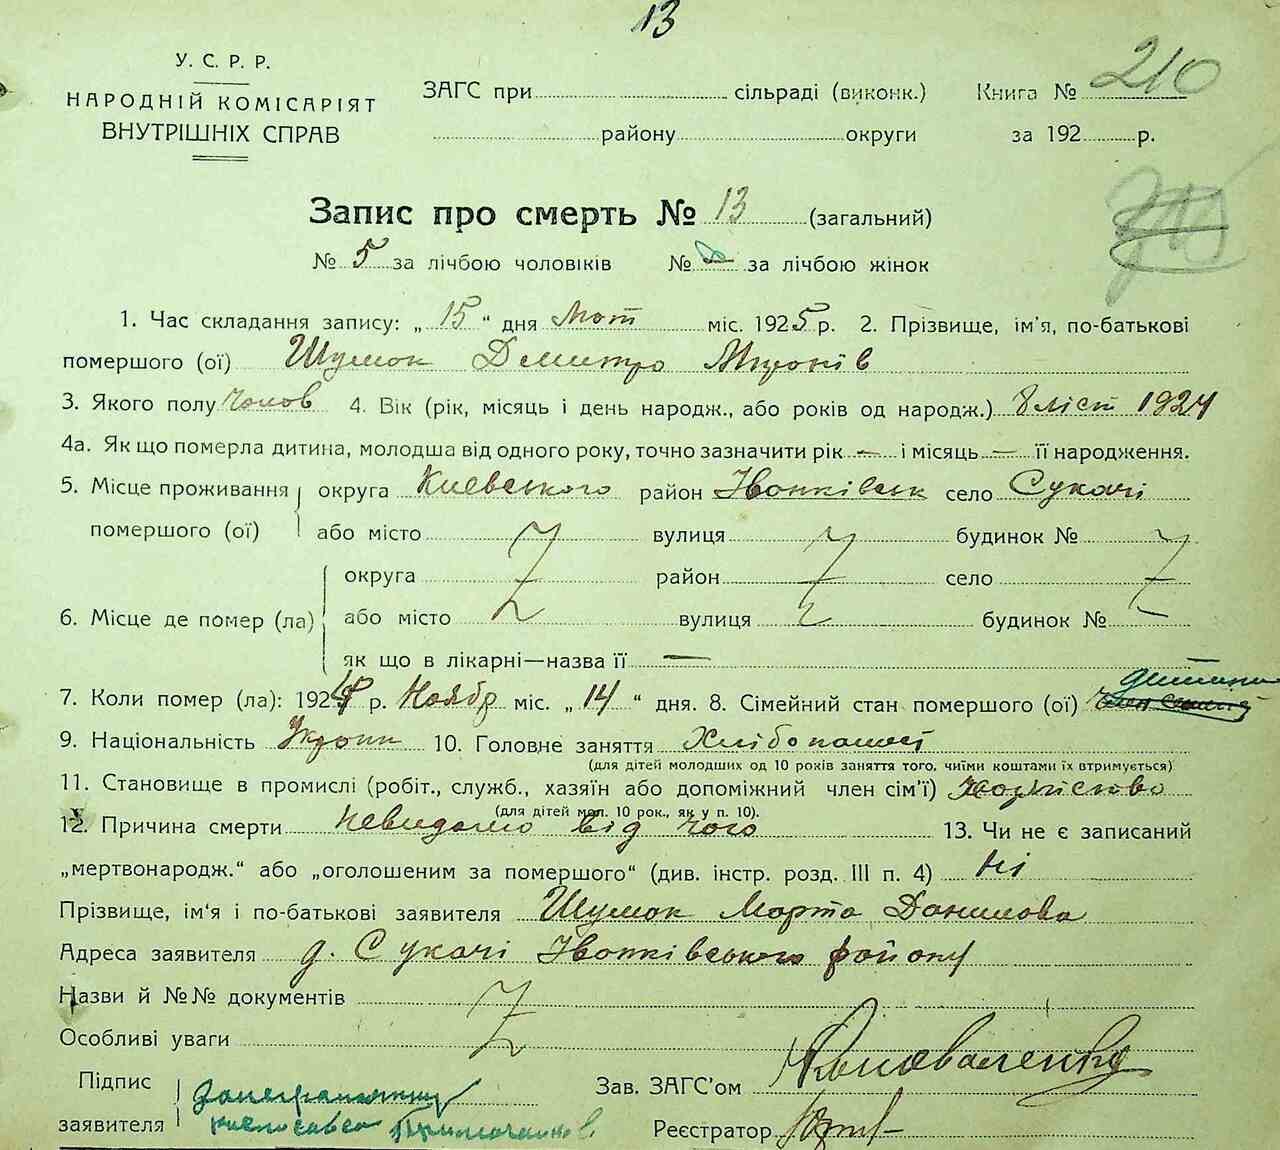 13
У. С. Р. Р.
НАРОДНІЙ КОМІСАРІЯТ
ВНУТРІШНІХ СПРАВ
ЗАГС при сільраді (виконк.) Книга № 210
району округи за 192 р.
Запис про смерть № 13 (загальний)
№ 5 за лічбою чоловіків № за лічбою жінок
1. Час складання запису: „ 15 “ дня міс. 1925 р. 2. Прізвище, ім'я, по-батькові
помершого (ої) Шумок Дмитро Миронів
3. Якого полу Чолов 4. Вік (рік, місяць і день народж., або років од народж.) 8 ліст 1924
4а. Як що померла дитина, молодша від одного року, точно зазначити рік — і місяць — її народження.
5. Місце проживання округа Киевського район село Сукачі
помершого (ої) або місто вулиця будинок №
округа район село
6. Місце де помер (ла) або місто вулиця будинок №
як що в лікарні—назва її —
7. Коли помер (ла): 1924 р. Ноябр міс. „ 14 “ дня. 8. Сімейний стан помершого (ої) дитина
9. Національність Украин 10. Головне заняття Хлібопашест
(для дітей молодших од 10 років заняття того, чиїми коштами їх втримується)
11. Становище в промислі (робіт., служб., хазяїн або допоміжний член сім'ї)
(для дітей мол. 10 рок., як у п. 10).
12. Причина смерти невидомо від чого 13. Чи не є записаний
„мертвонародж.“ або „оголошеним за помершого“ (див. інстр. розд. III п. 4) Ні
Прізвище, ім'я і по-батькові заявителя Шумок Марта Данилова
Адреса заявителя д. Сукачі району
Назви й №№ документів
Особливі уваги
Підпис Зав. ЗАГС'ом Коноваленко
заявителя Реєстратор